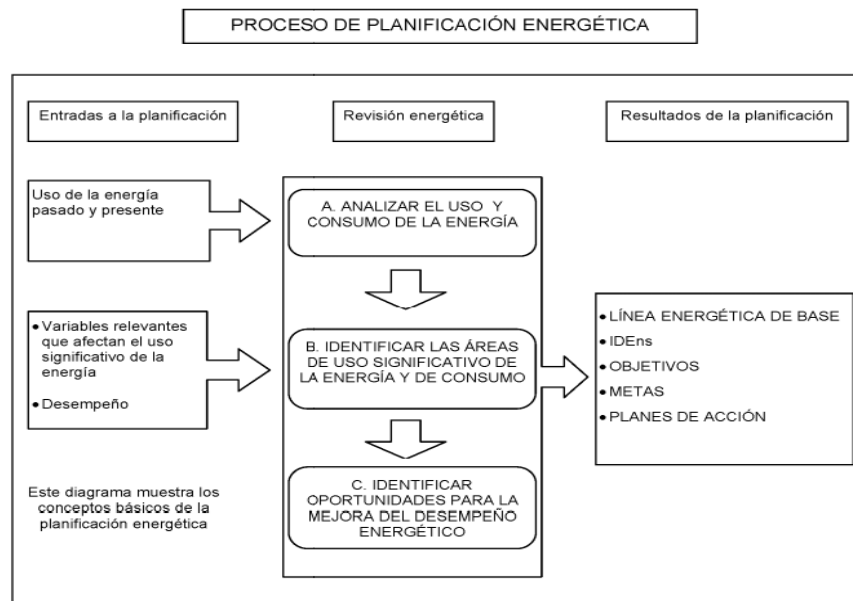 PROCESO DE PLANIFICACIÓN ENERGÉTICA
Entradas a la planificación
Revisión energética
Resultados de la planificación
Uso de la energía
pasado y presente
A. ANALIZAR EL USO Y
CONSUMO DE LA ENERGÍA
• Variables relevantes
que afectan el uso
significativo de la
energía
• Desempeño
B. IDENTIFICAR LAS ÁREAS
DE USO SIGNIFICATIVO DE
LA ENERGÍA Y DE CONSUMO
• LÍNEA ENERGÉTICA DE BASE
• IDEns
• OBJETIVOS
• METAS
• PLANES DE ACCIÓN
Este diagrama muestra los
conceptos básicos de la
planificación energética
C. IDENTIFICAR
OPORTUNIDADES PARA LA
MEJORA DEL DESEMPEÑO
ENERGÉTICO